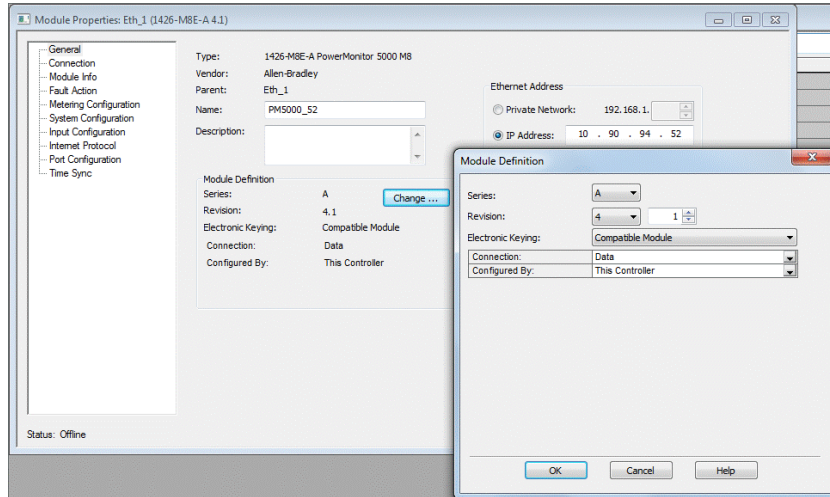 Module Properties: Eth_1 (1426-M8E-A 4.1)
General
Connection
Module Info
Fault Action
Metering Configuration
System Configuration
Input Configuration
Internet Protocol
Port Configuration
Time Sync
Type: 1426-M8E-A PowerMonitor 5000 M8
Vendor: Allen-Bradley
Parent: Eth_1
Name: PM5000_52
Description:
Ethernet Address
Private Network: 192.168.1.
IP Address: 10 . 90 . 94 . 52
Module Definition
Series: A Change ...
Revision: 4.1
Electronic Keying: Compatible Module
Connection: Data
Configured By: This Controller
Status: Offline
Module Definition
Series: A
Revision: 4 1
Electronic Keying: Compatible Module
Connection: Data
Configured By: This Controller
OK Cancel Help